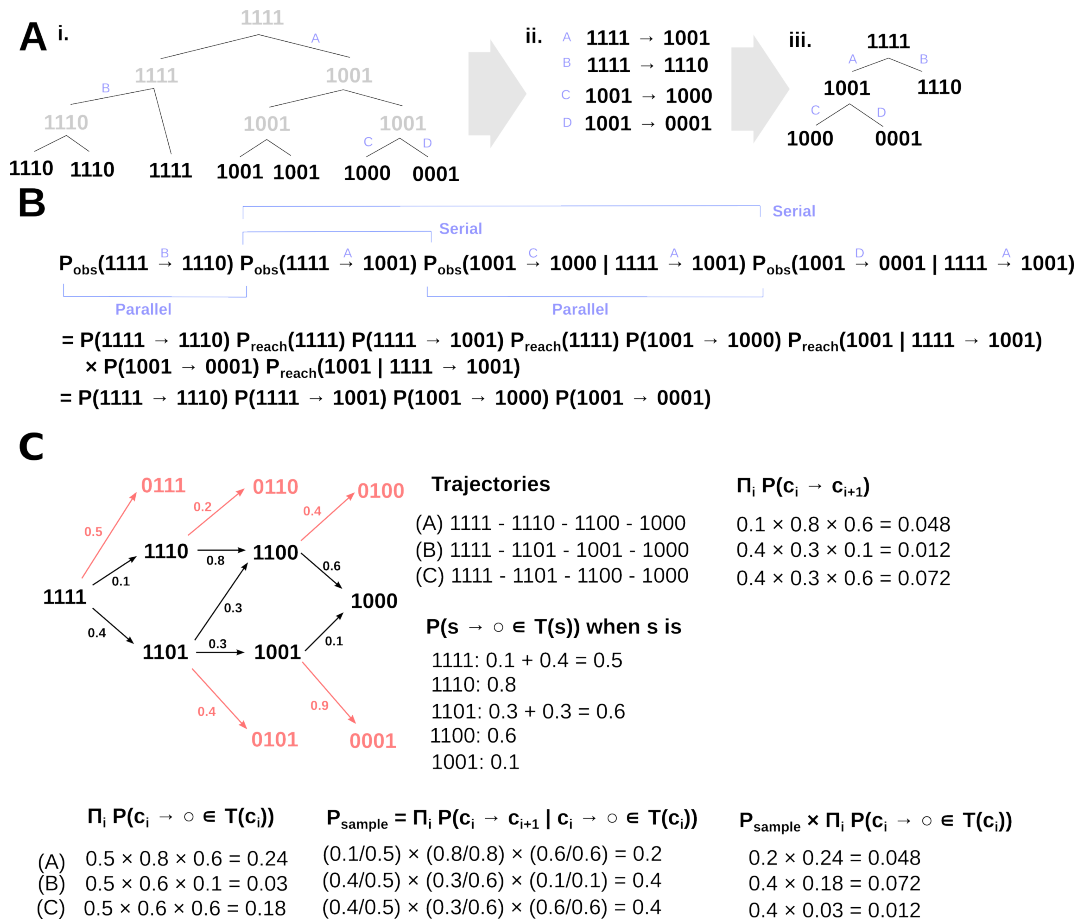 A i.
1111
A
1111
1001
B
1110
1001
1001
C
D
1110 1110 1111 1001 1001 1000 0001
ii.
A 1111 → 1001
B 1111 → 1110
C 1001 → 1000
D 1001 → 0001
iii.
1111
A B
1001 1110
C D
1000 0001
B
Serial
Serial
B A C A D A
Pobs(1111 → 1110) Pobs(1111 → 1001) Pobs(1001 → 1000 | 1111 → 1001) Pobs(1001 → 0001 | 1111 → 1001)
Parallel Parallel
= P(1111 → 1110) Preach(1111) P(1111 → 1001) Preach(1111) P(1001 → 1000) Preach(1001 | 1111 → 1001)
× P(1001 → 0001) Preach(1001 | 1111 → 1001)
= P(1111 → 1110) P(1111 → 1001) P(1001 → 1000) P(1001 → 0001)
C
0111 0110 0100
0.5 0.2 0.4
1110 1100
0.8
0.1 0.6
1111 1000
0.3
0.4 0.3 0.1
1101 1001
0.4 0.9
0101 0001
Trajectories
(A) 1111 - 1110 - 1100 - 1000
(B) 1111 - 1101 - 1001 - 1000
(C) 1111 - 1101 - 1100 - 1000
Πi P(ci → ci+1)
0.1 × 0.8 × 0.6 = 0.048
0.4 × 0.3 × 0.1 = 0.012
0.4 × 0.3 × 0.6 = 0.072
P(s → ○ ∈ T(s)) when s is
1111: 0.1 + 0.4 = 0.5
1110: 0.8
1101: 0.3 + 0.3 = 0.6
1100: 0.6
1001: 0.1
Πi P(ci → ○ ∈ T(ci))
(A) 0.5 × 0.8 × 0.6 = 0.24
(B) 0.5 × 0.6 × 0.1 = 0.03
(C) 0.5 × 0.6 × 0.6 = 0.18
Psample = Πi P(ci → ci+1 | ci → ○ ∈ T(ci))
(0.1/0.5) × (0.8/0.8) × (0.6/0.6) = 0.2
(0.4/0.5) × (0.3/0.6) × (0.1/0.1) = 0.4
(0.4/0.5) × (0.3/0.6) × (0.6/0.6) = 0.4
Psample × Πi P(ci → ○ ∈ T(ci))
0.2 × 0.24 = 0.048
0.4 × 0.18 = 0.072
0.4 × 0.03 = 0.012